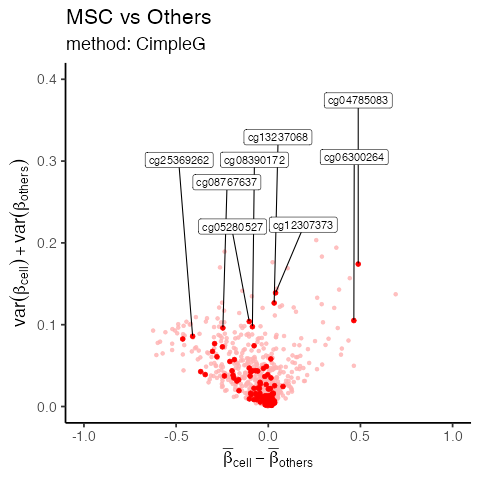 MSC vs Others
method: CimpleG
0.4
0.3
0.2
0.1
0.0
var(βcell) + var(βothers)
cg04785083
cg13237068
cg25369262
cg08390172
cg06300264
cg08767637
cg05280527
cg12307373
-1.0
-0.5
0.0
0.5
1.0
β̅cell − β̅others